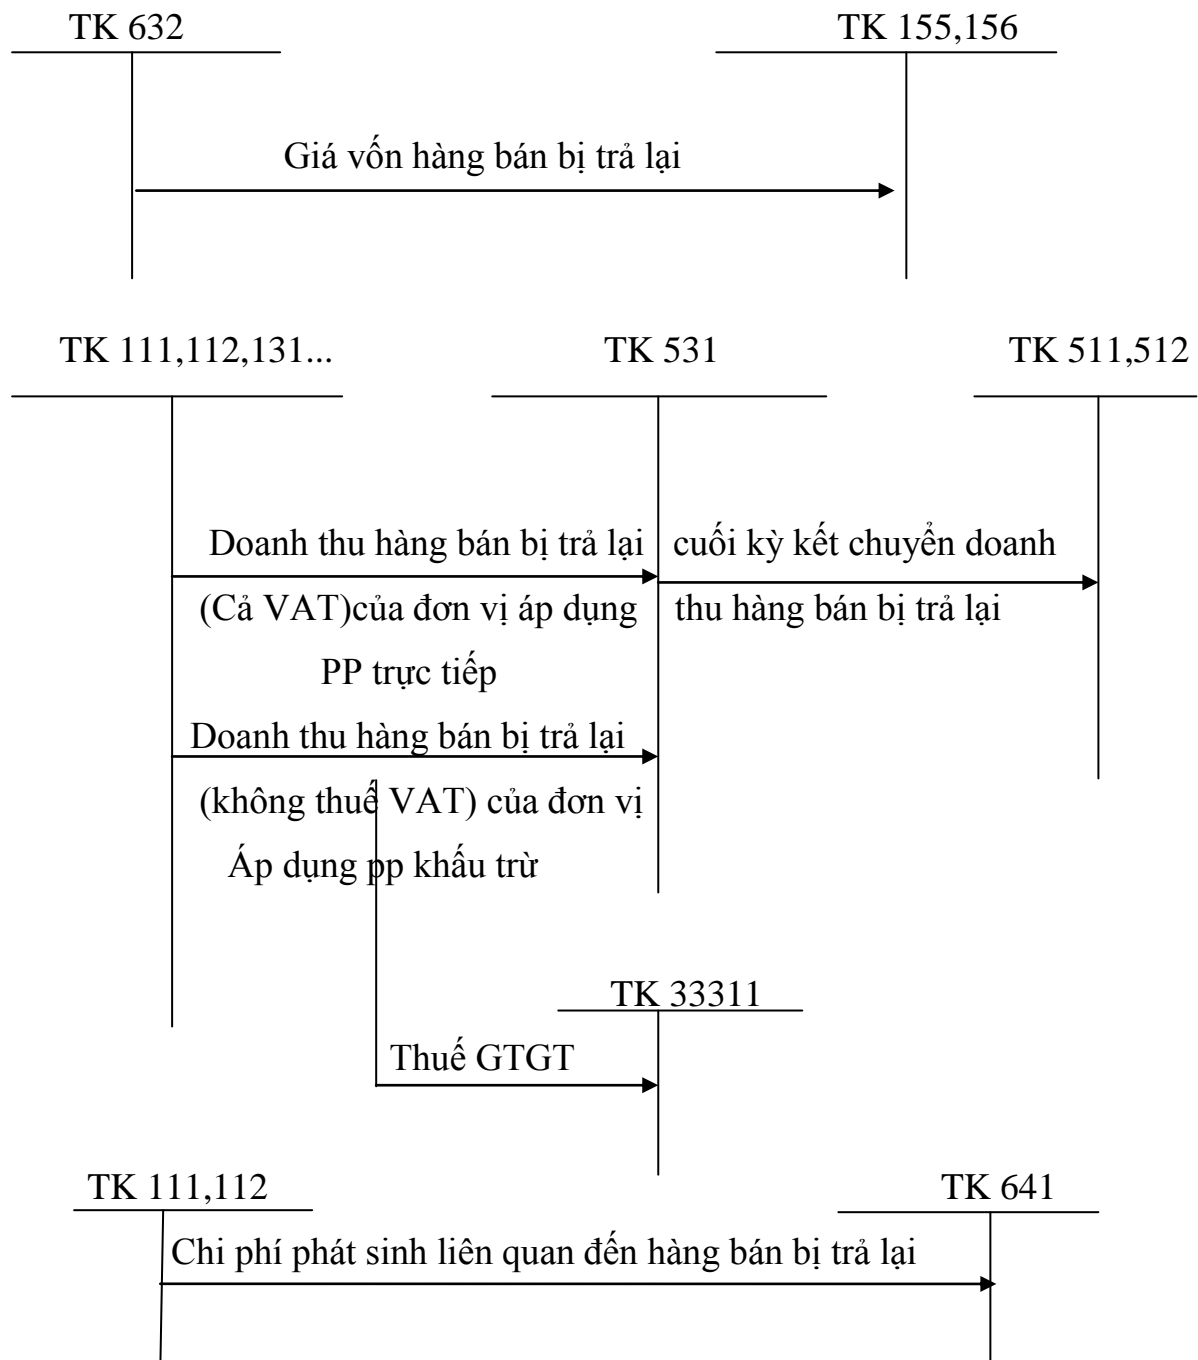 TK 632 TK 155,156
Giá vốn hàng bán bị trả lại
TK 111,112,131... TK 531 TK 511,512
Doanh thu hàng bán bị trả lại cuối kỳ kết chuyển doanh
(Cả VAT)của đơn vị áp dụng thu hàng bán bị trả lại
PP trực tiếp
Doanh thu hàng bán bị trả lại
(không thuế VAT) của đơn vị
Áp dụng pp khấu trừ
TK 33311
Thuế GTGT
TK 111,112 TK 641
Chi phí phát sinh liên quan đến hàng bán bị trả lại